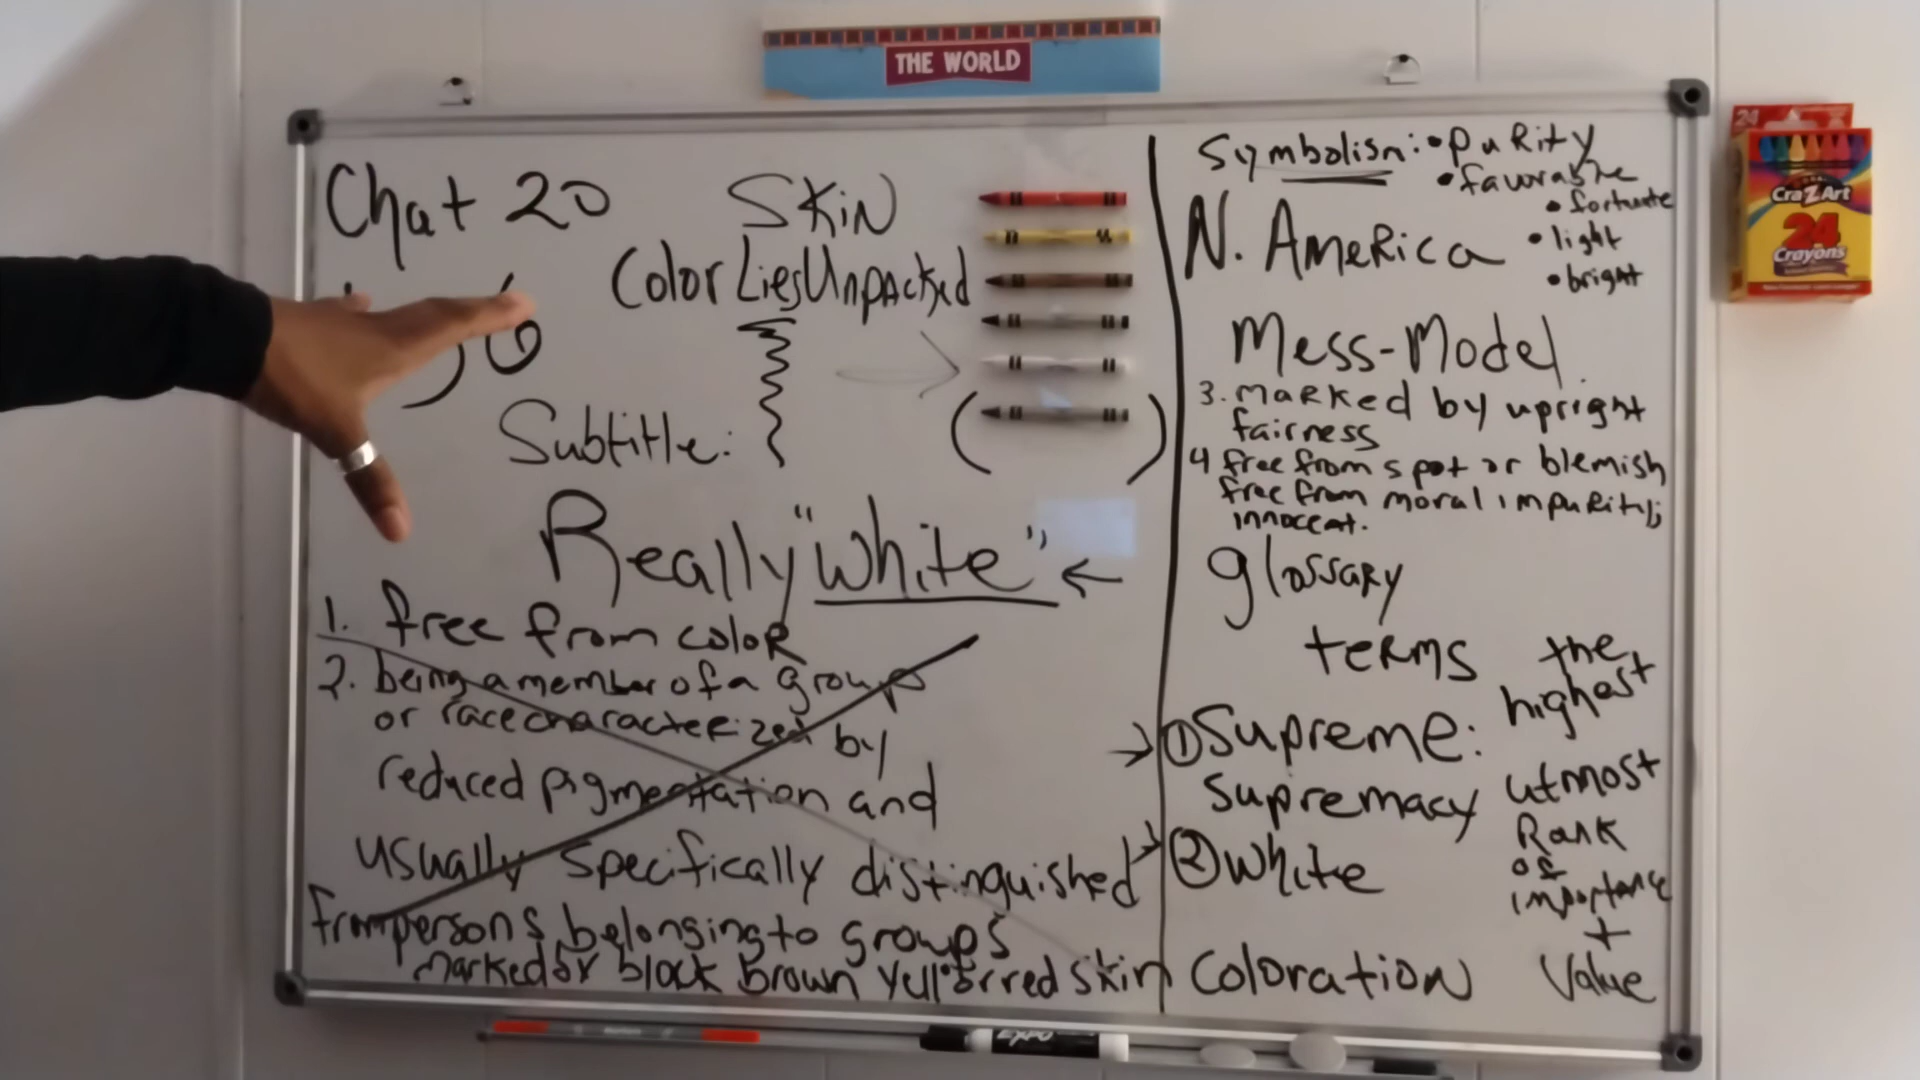 THE WORLD
Chat 20
Skin
Color Lies Unpacked
Subtitle:
Really "White" ←
1. free from color
2. being a member of a group
or race characterized by
reduced pigmentation and
usually specifically distinguished
from persons belonging to groups
marked by black brown yell or red skin
Symbolism: • Purity
• favorable
• fortunate
• light
• bright
N. America
Mess-Model
3. marked by upright
fairness
4 free from spot or blemish
free from moral impurity
innocent.
glossary
terms
→ ① Supreme:
Supremacy
the
highest
utmost
Rank
of
importance
+
Value
→ ② White
Coloration
24
CraZArt
24
Crayons
EXPO